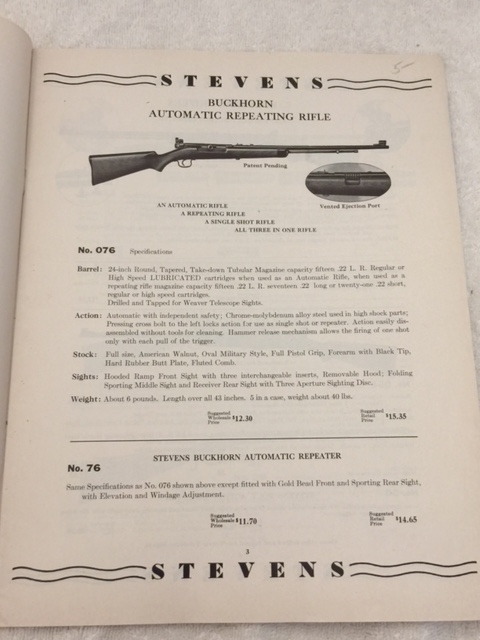 5-
STEVENS
BUCKHORN
AUTOMATIC REPEATING RIFLE
Patent Pending
Vented Ejection Port
AN AUTOMATIC RIFLE
A REPEATING RIFLE
A SINGLE SHOT RIFLE
ALL THREE IN ONE RIFLE
No. 076 Specifications
Barrel: 24-inch Round, Tapered, Take-down Tubular Magazine capacity fifteen .22 L. R. Regular or
High Speed LUBRICATED cartridges when used as an Automatic Rifle, when used as a
repeating rifle magazine capacity fifteen .22 L. R. seventeen .22 long or twenty-one .22 short,
regular or high speed cartridges.
Drilled and Tapped for Weaver Telescope Sights.
Action: Automatic with independent safety; Chrome-molybdenum alloy steel used in high shock parts;
Pressing cross bolt to the left locks action for use as single shot or repeater. Action easily dis-
assembled without tools for cleaning. Hammer release mechanism allows the firing of one shot
only with each pull of the trigger.
Stock: Full size, American Walnut, Oval Military Style, Full Pistol Grip, Forearm with Black Tip,
Hard Rubber Butt Plate, Fluted Comb.
Sights: Hooded Ramp Front Sight with three interchangeable inserts, Removable Hood; Folding
Sporting Middle Sight and Receiver Rear Sight with Three Aperture Sighting Disc.
Weight: About 6 pounds. Length over all 43 inches. 5 in a case, weight about 40 lbs.
Suggested Wholesale Price $12.30 Suggested Retail Price $15.35
STEVENS BUCKHORN AUTOMATIC REPEATER
No. 76
Same Specifications as No. 076 shown above except fitted with Gold Bead Front and Sporting Rear Sight,
with Elevation and Windage Adjustment.
Suggested Wholesale Price $11.70 Suggested Retail Price $14.65
3
STEVENS